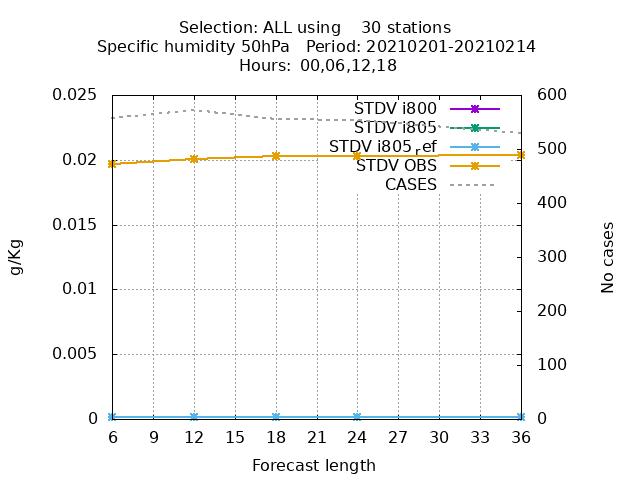 Selection: ALL using    30 stations
Specific humidity 50hPa   Period: 20210201-20210214
Hours: 00,06,12,18
0.025
0.02
0.015
0.01
0.005
0
600
500
400
300
200
100
0
STDV i800
STDV i805
STDV i805ref
STDV OBS
CASES
g/Kg
No cases
6 9 12 15 18 21 24 27 30 33 36
Forecast length